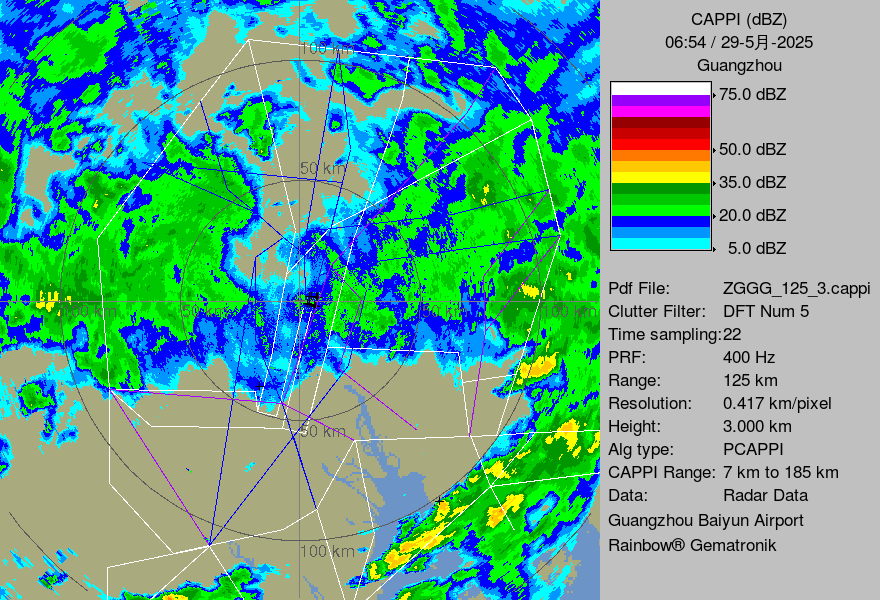 CAPPI (dBZ)
06:54 / 29-5月-2025
Guangzhou
75.0 dBZ
50.0 dBZ
35.0 dBZ
20.0 dBZ
5.0 dBZ
Pdf File: ZGGG_125_3.cappi
Clutter Filter: DFT Num 5
Time sampling:22
PRF: 400 Hz
Range: 125 km
Resolution: 0.417 km/pixel
Height: 3.000 km
Alg type: PCAPPI
CAPPI Range: 7 km to 185 km
Data: Radar Data
Guangzhou Baiyun Airport
Rainbow® Gematronik
100 km
50 km
100 km
100 km
50 km
100 km